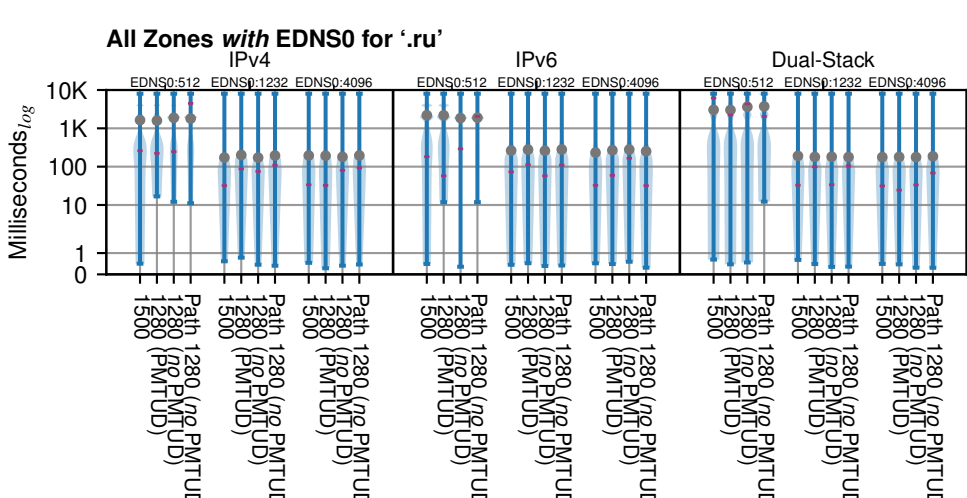 All Zones with EDNS0 for ‘.ru’
IPv4 IPv6 Dual-Stack
EDNS0:512 EDNS0:1232 EDNS0:4096 EDNS0:512 EDNS0:1232 EDNS0:4096 EDNS0:512 EDNS0:1232 EDNS0:4096
10K
1K
100
10
1
0
Milliseconds log
1500
1280 (PMTUD)
1280 (no PMTUD)
Path 1280 (no PMTUD
1500
1280 (PMTUD)
1280 (no PMTUD)
Path 1280 (no PMTUD
1500
1280 (PMTUD)
1280 (no PMTUD)
Path 1280 (no PMTUD
1500
1280 (PMTUD)
1280 (no PMTUD)
Path 1280 (no PMTUD
1500
1280 (PMTUD)
1280 (no PMTUD)
Path 1280 (no PMTUD
1500
1280 (PMTUD)
1280 (no PMTUD)
Path 1280 (no PMTUD
1500
1280 (PMTUD)
1280 (no PMTUD)
Path 1280 (no PMTUD
1500
1280 (PMTUD)
1280 (no PMTUD)
Path 1280 (no PMTUD
1500
1280 (PMTUD)
1280 (no PMTUD)
Path 1280 (no PMTUD